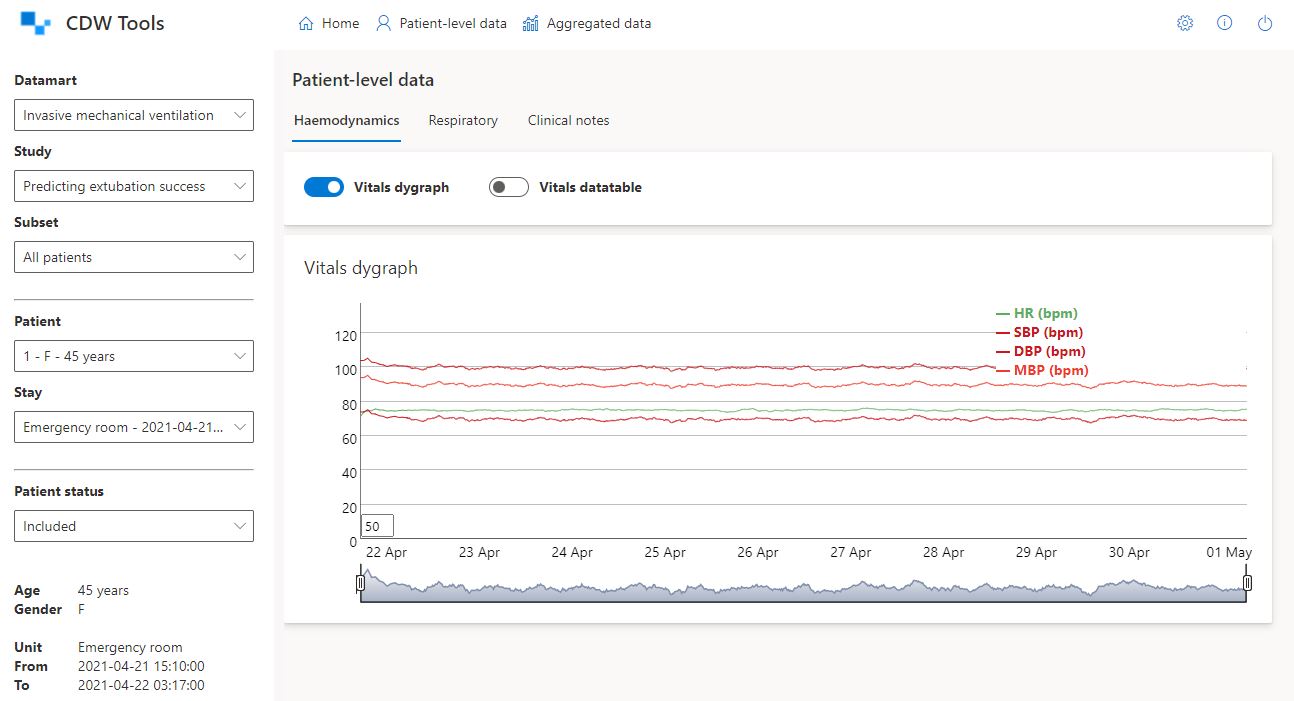 CDW Tools
Home
Patient-level data
Aggregated data
Datamart
Invasive mechanical ventilation
Study
Predicting extubation success
Subset
All patients
Patient
1 - F - 45 years
Stay
Emergency room - 2021-04-21...
Patient status
Included
Age 45 years
Gender F
Unit Emergency room
From 2021-04-21 15:10:00
To 2021-04-22 03:17:00
Patient-level data
Haemodynamics
Respiratory
Clinical notes
Vitals dygraph
Vitals datatable
Vitals dygraph
HR (bpm)
SBP (bpm)
DBP (bpm)
MBP (bpm)
120
100
80
60
40
20
0
50
22 Apr 23 Apr 24 Apr 25 Apr 26 Apr 27 Apr 28 Apr 29 Apr 30 Apr 01 May